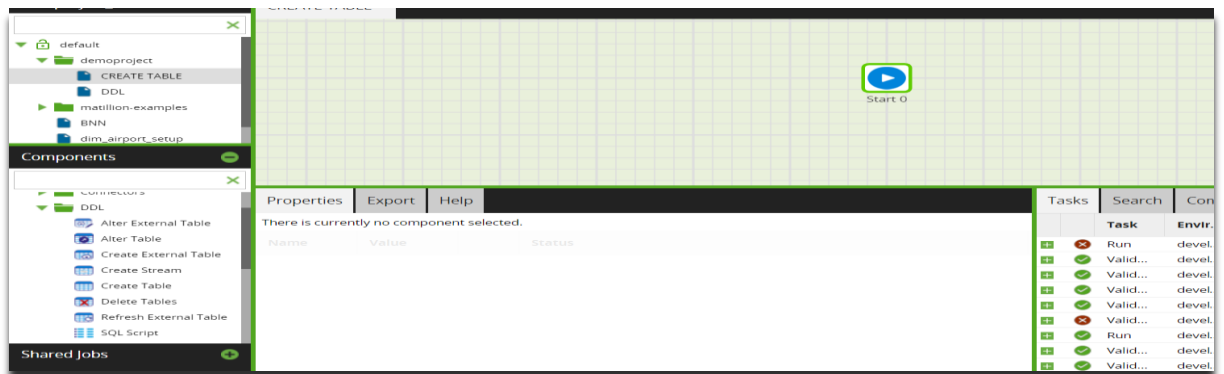 CREATE TABLE
default
demoproject
CREATE TABLE
DDL
matillion-examples
BNN
dim_airport_setup
Components
Connectors
DDL
Alter External Table
Alter Table
Create External Table
Create Stream
Create Table
Delete Tables
Refresh External Table
SQL Script
Shared Jobs
Start 0
Properties Export Help
There is currently no component selected.
Name Value Status
Tasks Search Con
Task Envir.
Run devel.
Valid... devel.
Valid... devel.
Valid... devel.
Valid... devel.
Valid... devel.
Run devel.
Valid... devel.
Valid... devel.